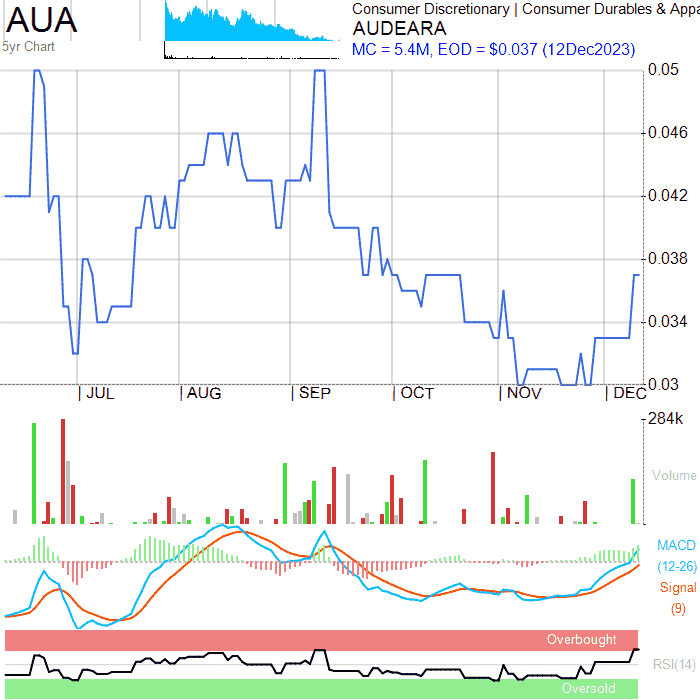 AUA
5yr Chart
Consumer Discretionary | Consumer Durables & Appa
AUDEARA
MC = 5.4M, EOD = $0.037 (12Dec2023)
0.05
0.046
0.042
0.038
0.034
0.03
| JUL | AUG | SEP | OCT | NOV | DEC
284k
Volume
MACD
(12-26)
Signal
(9)
Overbought
RSI(14)
Oversold